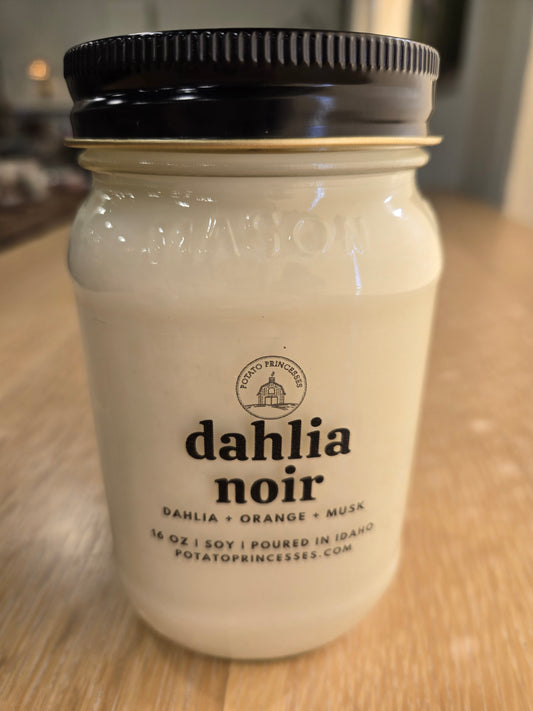 MASON
POTATO PRINCESSES
dahlia
noir
DAHLIA + ORANGE + MUSK
16 OZ | SOY | POURED IN IDAHO
POTATOPRINCESSES.COM